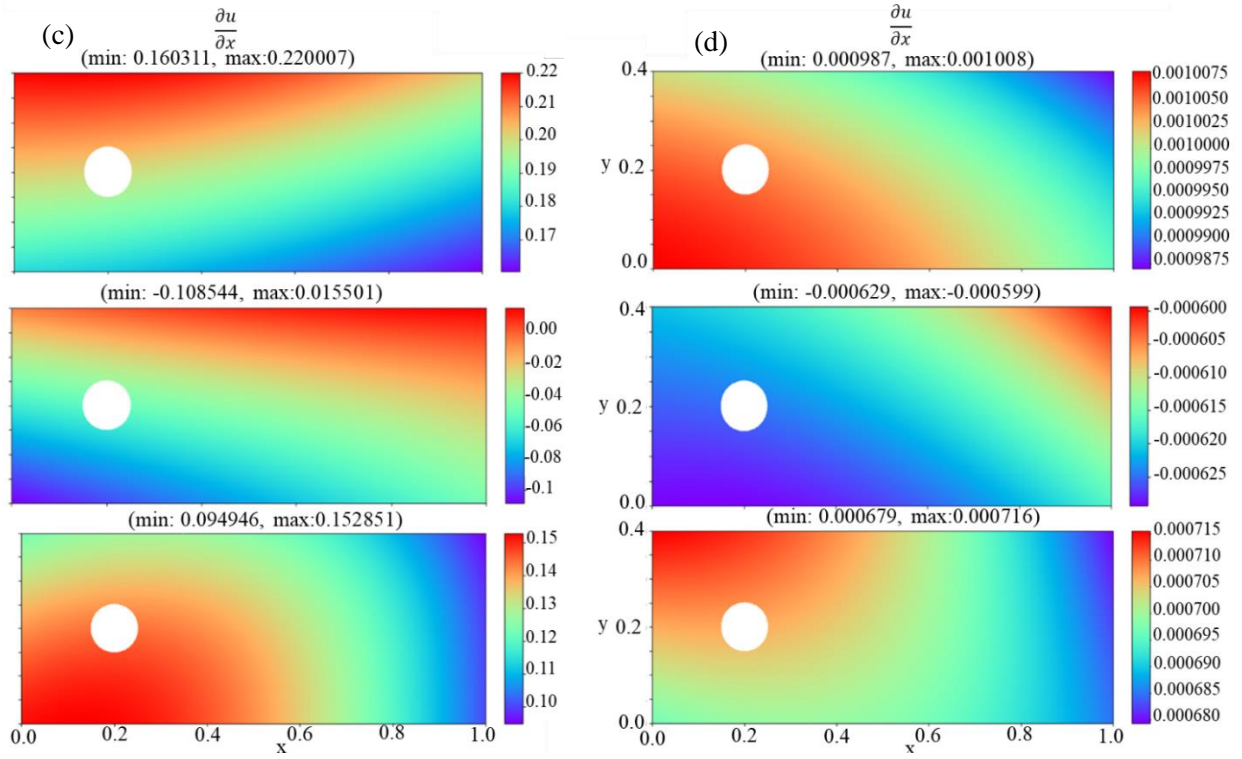 (c)
∂u
∂x
(min: 0.160311, max:0.220007)
0.22
0.21
0.20
0.19
0.18
0.17
(min: -0.108544, max:0.015501)
0.00
-0.02
-0.04
-0.06
-0.08
-0.1
(min: 0.094946, max:0.152851)
0.15
0.14
0.13
0.12
0.11
0.10
0.0 0.2 0.4 0.6 0.8 1.0
x
(d)
∂u
∂x
(min: 0.000987, max:0.001008)
0.4
y 0.2
0.0
0.0010075
0.0010050
0.0010025
0.0010000
0.0009975
0.0009950
0.0009925
0.0009900
0.0009875
(min: -0.000629, max:-0.000599)
0.4
y 0.2
0.0
-0.000600
-0.000605
-0.000610
-0.000615
-0.000620
-0.000625
(min: 0.000679, max:0.000716)
0.4
y 0.2
0.0
0.000715
0.000710
0.000705
0.000700
0.000695
0.000690
0.000685
0.000680
0.0 0.2 0.4 0.6 0.8 1.0
x